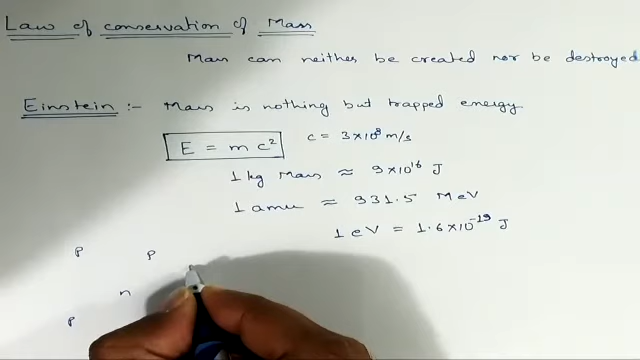 Law of conservation of Mass
Mass can neither be created nor be destroyed
Einstein :- Mass is nothing but trapped energy
E = mc² c = 3×10⁸ m/s
1 kg Mass ≈ 9×10¹⁶ J
1 amu ≈ 931.5 MeV
1 eV = 1.6×10⁻¹⁹ J
p p
n
p